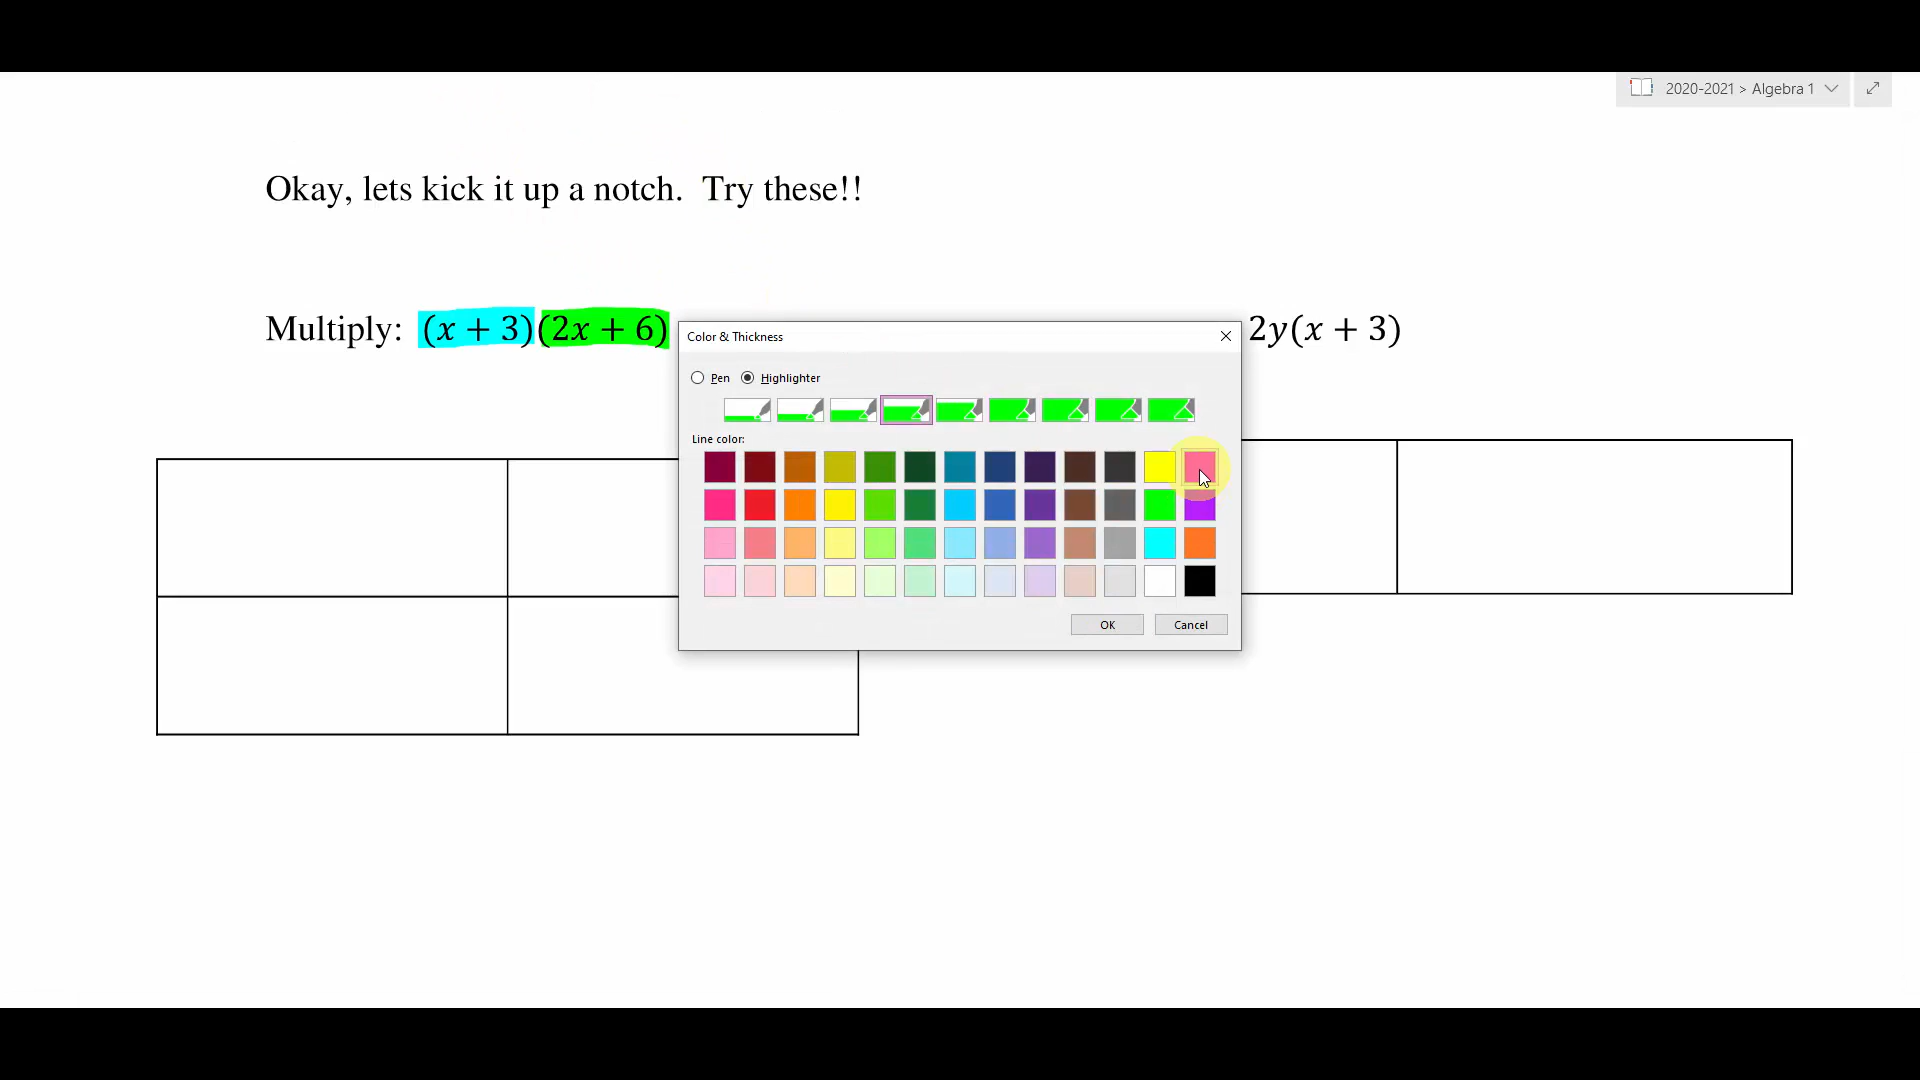 2020-2021 > Algebra 1
Okay, lets kick it up a notch.  Try these!!
Multiply: (x + 3)(2x + 6)
2y(x + 3)
Color & Thickness
Pen
Highlighter
Line color:
OK
Cancel